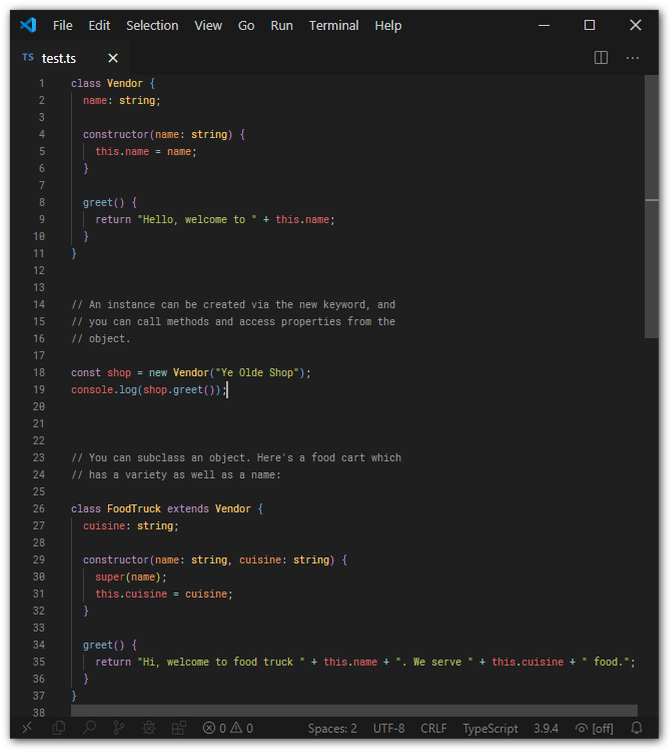 File Edit Selection View Go Run Terminal Help
TS test.ts
1 class Vendor {
2 name: string;
3
4 constructor(name: string) {
5 this.name = name;
6 }
7
8 greet() {
9 return "Hello, welcome to " + this.name;
10 }
11 }
12
13
14 // An instance can be created via the new keyword, and
15 // you can call methods and access properties from the
16 // object.
17
18 const shop = new Vendor("Ye Olde Shop");
19 console.log(shop.greet());
20
21
22
23 // You can subclass an object. Here's a food cart which
24 // has a variety as well as a name:
25
26 class FoodTruck extends Vendor {
27 cuisine: string;
28
29 constructor(name: string, cuisine: string) {
30 super(name);
31 this.cuisine = cuisine;
32 }
33
34 greet() {
35 return "Hi, welcome to food truck " + this.name + ". We serve " + this.cuisine + " food.";
36 }
37 }
38
0 0 Spaces: 2 UTF-8 CRLF TypeScript 3.9.4 [off]